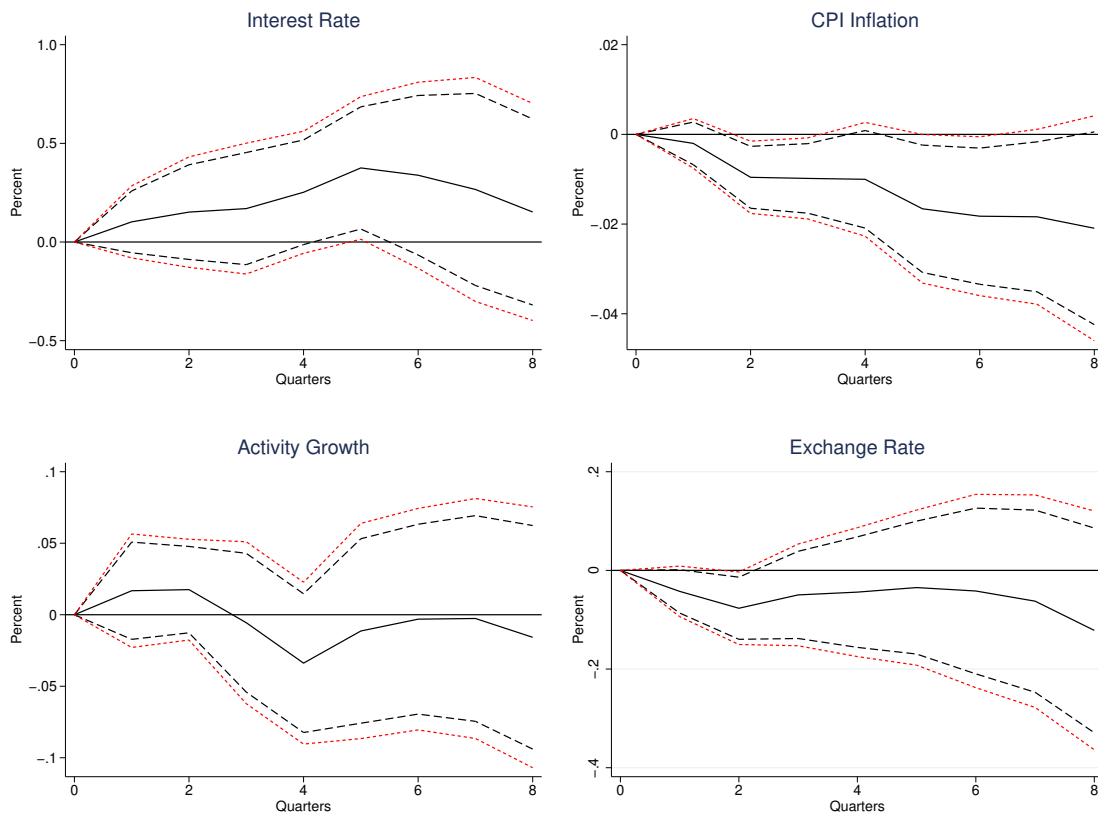 Interest Rate
Percent
1.0
0.5
0.0
−0.5
0 2 4 6 8
Quarters
CPI Inflation
Percent
.02
0
−.02
−.04
0 2 4 6 8
Quarters
Activity Growth
Percent
.1
.05
0
−.05
−.1
0 2 4 6 8
Quarters
Exchange Rate
Percent
.2
0
−.2
−.4
0 2 4 6 8
Quarters